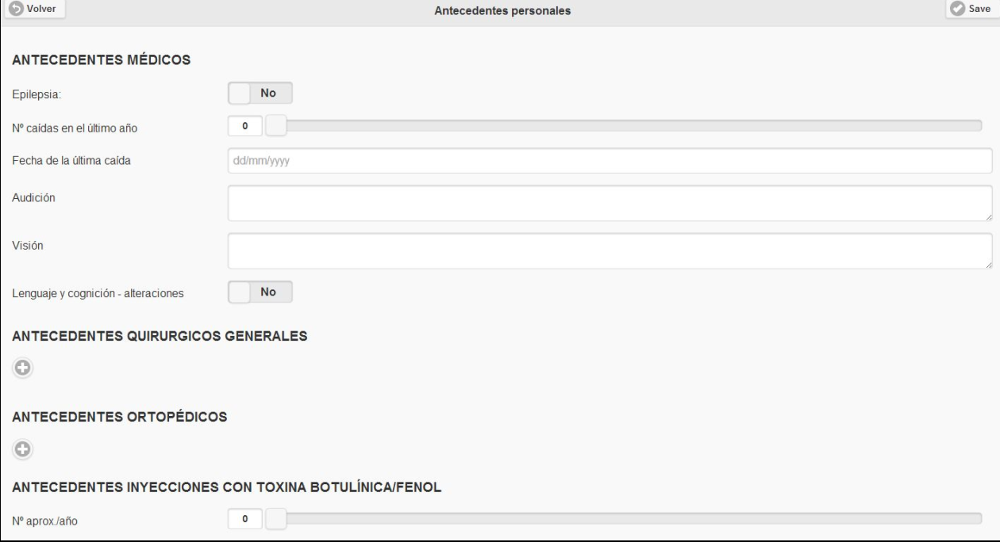 Volver Antecedentes personales Save
ANTECEDENTES MÉDICOS
Epilepsia: No
Nº caídas en el último año 0
Fecha de la última caída dd/mm/yyyy
Audición
Visión
Lenguaje y cognición - alteraciones No
ANTECEDENTES QUIRURGICOS GENERALES
ANTECEDENTES ORTOPÉDICOS
ANTECEDENTES INYECCIONES CON TOXINA BOTULÍNICA/FENOL
Nº aprox./año 0